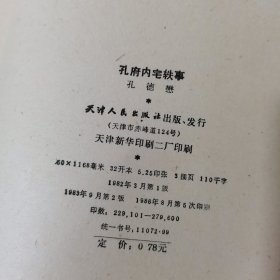 孔府内宅轶事
孔德懋
*
天津人民出版社出版、发行
(天津市赤峰道124号)
天津新华印刷二厂印刷
*
850×1168毫米 32开本 5.25印张 3插页 110千字
1982年3月第1版
1983年9月第2版 1986年8月第5次印刷
印数:229,101-279,600
统一书号:11072·99
定价:0.78元